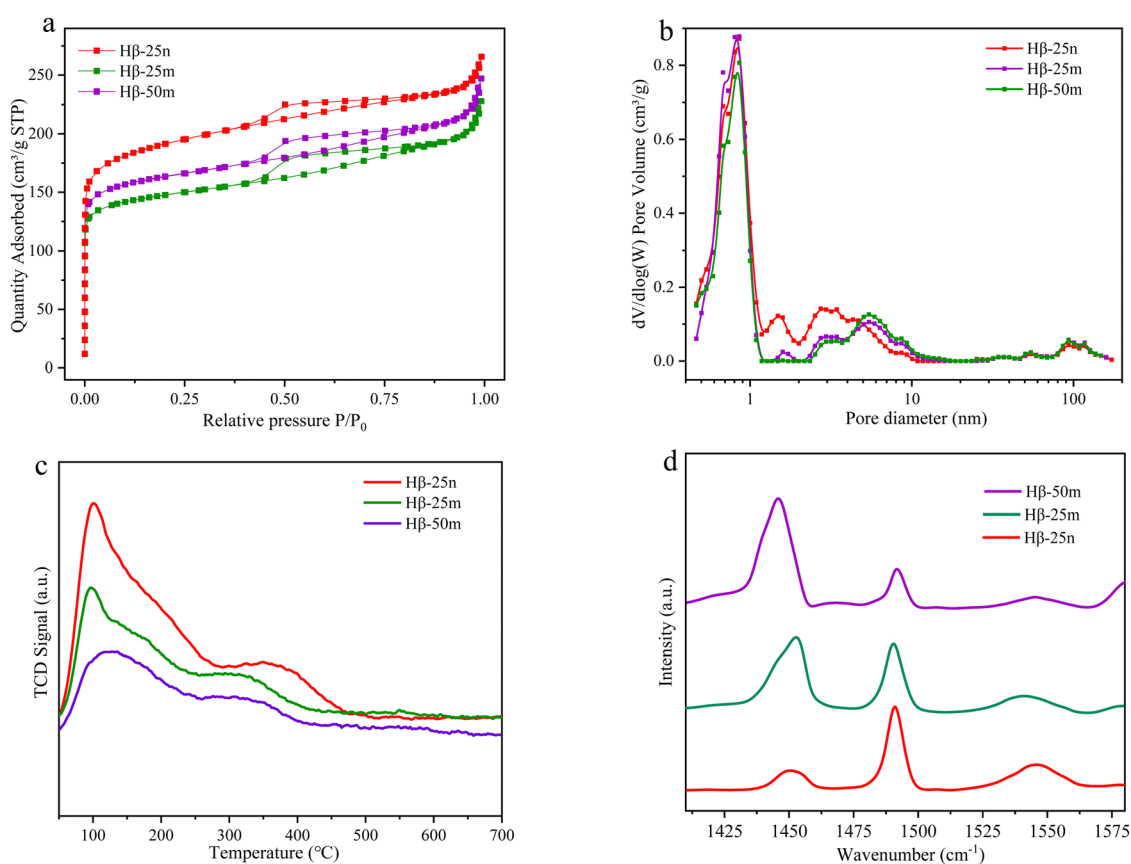 a
Hβ-25n
Hβ-25m
Hβ-50m
Quantity Adsorbed (cm³/g STP)
250
200
150
100
50
0
0.00 0.25 0.50 0.75 1.00
Relative pressure P/P₀
b
Hβ-25n
Hβ-25m
Hβ-50m
dV/dlog(W) Pore Volume (cm³/g)
0.8
0.6
0.4
0.2
0.0
1 10 100
Pore diameter (nm)
c
Hβ-25n
Hβ-25m
Hβ-50m
TCD Signal (a.u.)
100 200 300 400 500 600 700
Temperature (°C)
d
Hβ-50m
Hβ-25m
Hβ-25n
Intensity (a.u.)
1425 1450 1475 1500 1525 1550 1575
Wavenumber (cm⁻¹)